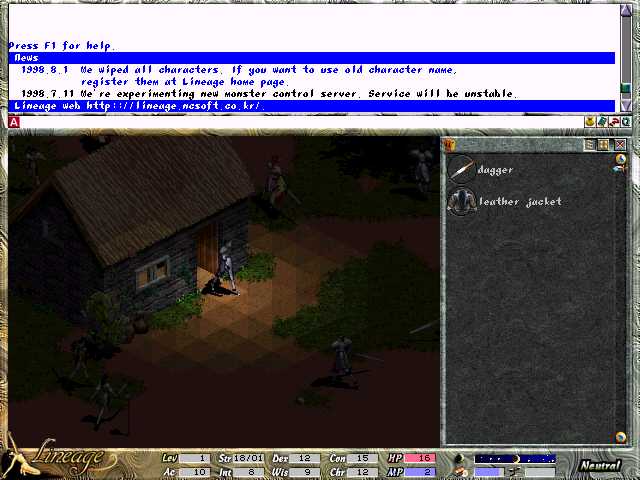 Press F1 for help.
News
1998.8.1 We wiped all characters. If you want to use old character name,
register them at Lineage home page.
1998.7.11 We're experimenting new monster control server. Service will be unstable.
Lineage web http:://lineage.ncsoft.co.kr/.
A
dagger
leather jacket
Lineage
Lev 1 Str 18/01 Dex 12 Con 15 HP 16
Ac 10 Int 8 Wis 9 Chr 12 MP 2
Neutral